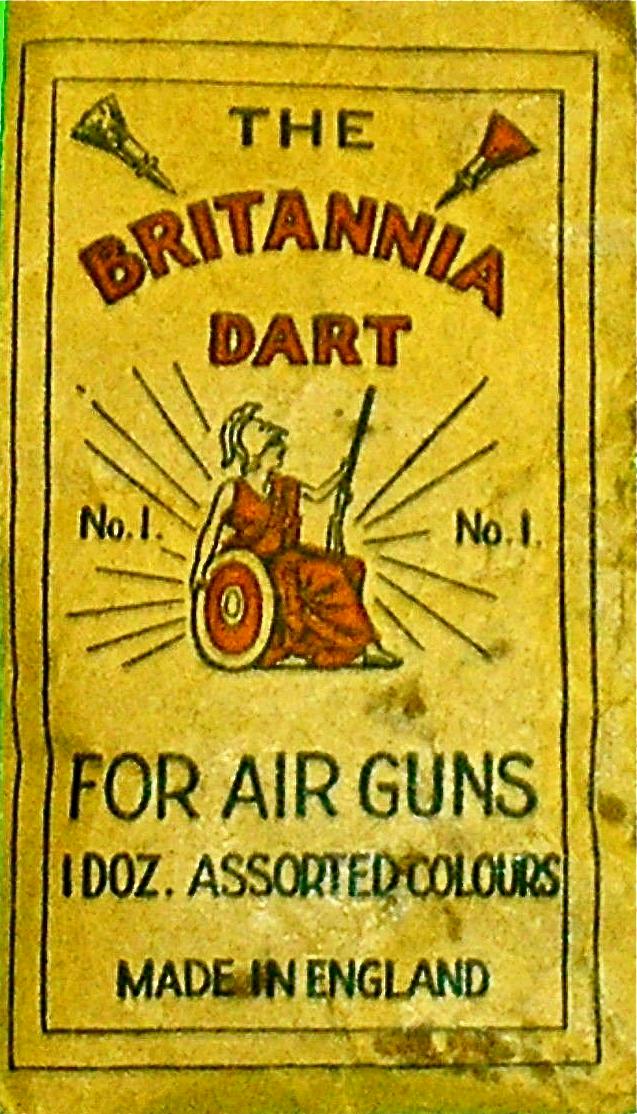 THE
BRITANNIA
DART
No. 1. No. 1.
FOR AIR GUNS
1 DOZ. ASSORTED COLOURS
MADE IN ENGLAND